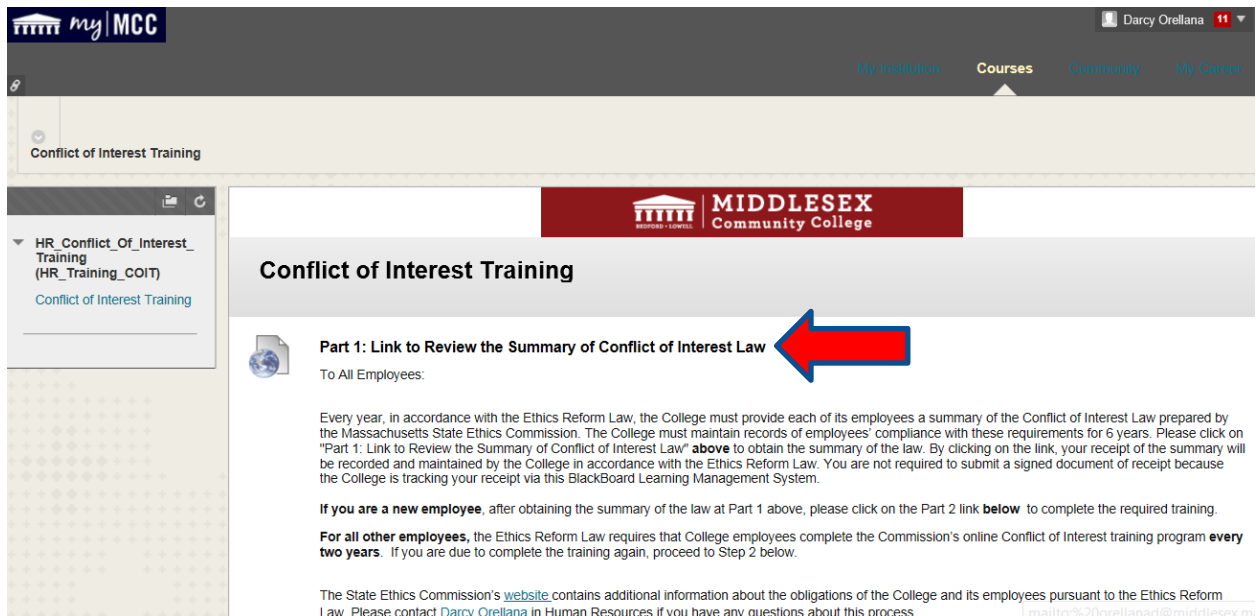 my|MCC
Darcy Orellana 11
My Institution Courses Community My Career
Conflict of Interest Training
MIDDLESEX
BEDFORD • LOWELL Community College
HR_Conflict_Of_Interest_
Training
(HR_Training_COIT)
Conflict of Interest Training
Conflict of Interest Training
Part 1: Link to Review the Summary of Conflict of Interest Law
To All Employees:
Every year, in accordance with the Ethics Reform Law, the College must provide each of its employees a summary of the Conflict of Interest Law prepared by
the Massachusetts State Ethics Commission. The College must maintain records of employees' compliance with these requirements for 6 years. Please click on
"Part 1: Link to Review the Summary of Conflict of Interest Law" above to obtain the summary of the law. By clicking on the link, your receipt of the summary will
be recorded and maintained by the College in accordance with the Ethics Reform Law. You are not required to submit a signed document of receipt because
the College is tracking your receipt via this BlackBoard Learning Management System.
If you are a new employee, after obtaining the summary of the law at Part 1 above, please click on the Part 2 link below to complete the required training.
For all other employees, the Ethics Reform Law requires that College employees complete the Commission's online Conflict of Interest training program every
two years. If you are due to complete the training again, proceed to Step 2 below.
The State Ethics Commission's website contains additional information about the obligations of the College and its employees pursuant to the Ethics Reform
Law. Please contact Darcy Orellana in Human Resources if you have any questions about this process.
mailto:%20orellanad@middlesex.m